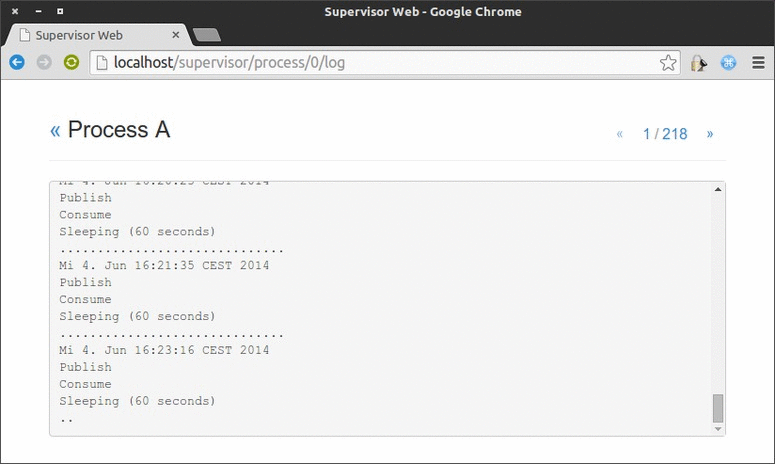 Supervisor Web - Google Chrome
Supervisor Web
localhost/supervisor/process/0/log
« Process A
« 1 / 218 »
Publish
Consume
Sleeping (60 seconds)
..............................
Mi 4. Jun 16:21:35 CEST 2014
Publish
Consume
Sleeping (60 seconds)
..............................
Mi 4. Jun 16:23:16 CEST 2014
Publish
Consume
Sleeping (60 seconds)
..